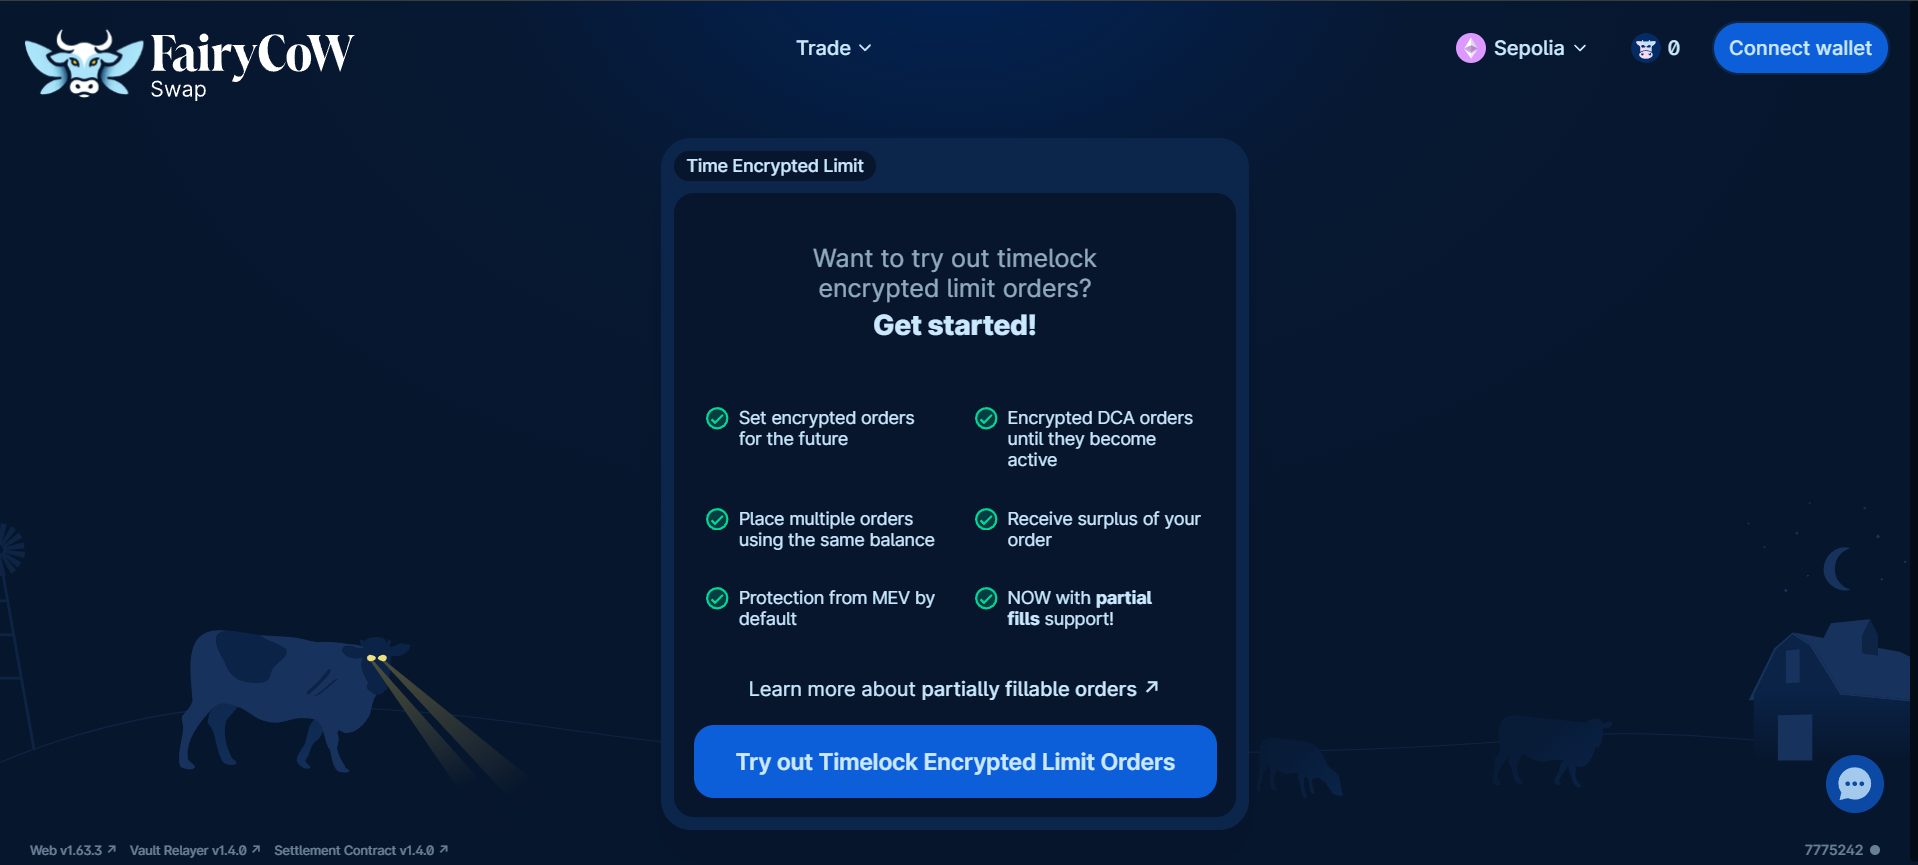 FairyCoW
Swap
Trade
Sepolia
0
Connect wallet
Time Encrypted Limit
Want to try out timelock
encrypted limit orders?
Get started!
Set encrypted orders
for the future
Encrypted DCA orders
until they become
active
Place multiple orders
using the same balance
Receive surplus of your
order
Protection from MEV by
default
NOW with partial
fills support!
Learn more about partially fillable orders ↗
Try out Timelock Encrypted Limit Orders
Web v1.63.3 ↗ Vault Relayer v1.4.0 ↗ Settlement Contract v1.4.0 ↗
7775242